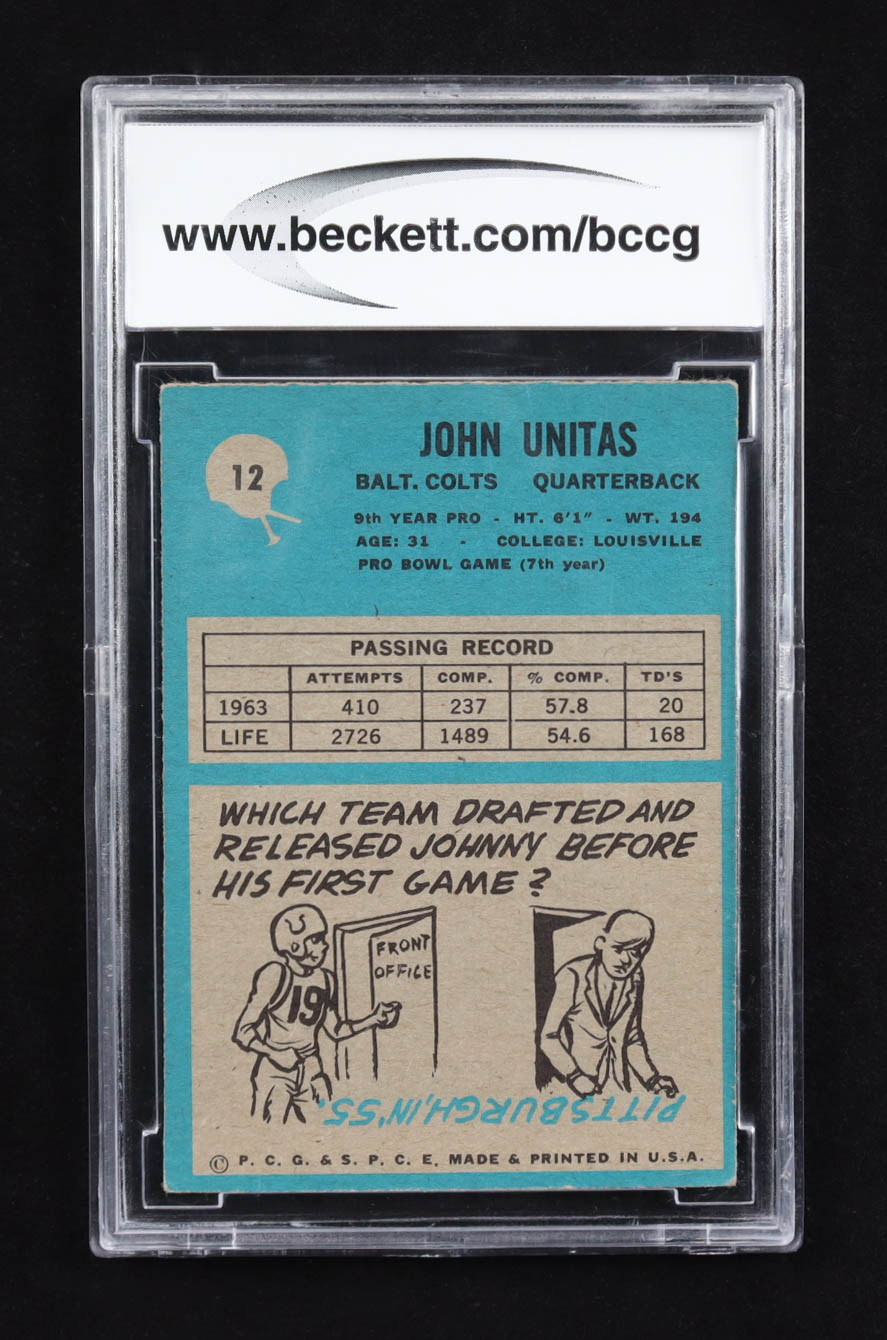 www.beckett.com/bccg
12
JOHN UNITAS
BALT. COLTS QUARTERBACK
9th YEAR PRO - HT. 6'1" - WT. 194
AGE: 31 - COLLEGE: LOUISVILLE
PRO BOWL GAME (7th year)
PASSING RECORD
ATTEMPTS COMP. % COMP. TD'S
1963 410 237 57.8 20
LIFE 2726 1489 54.6 168
WHICH TEAM DRAFTED AND
RELEASED JOHNNY BEFORE
HIS FIRST GAME?
FRONT
OFFICE
19
PITTSBURGH, IN '55.
© P. C. G. & S. P. C. E. MADE & PRINTED IN U.S.A.